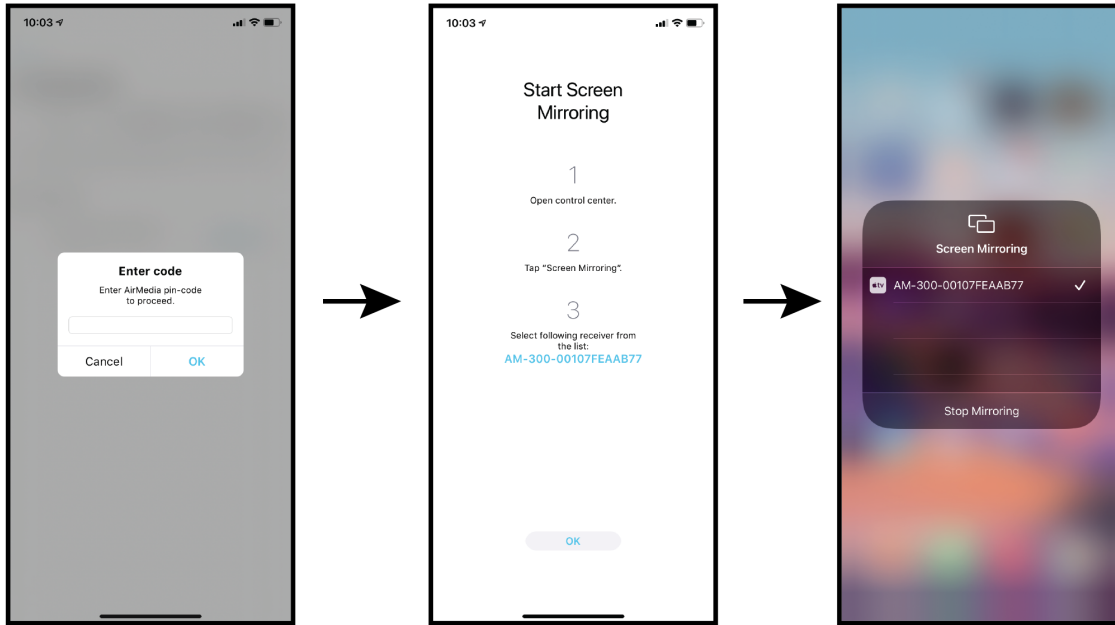 10:03
Enter code
Enter AirMedia pin-code
to proceed.
Cancel
OK
10:03
Start Screen
Mirroring
1
Open control center.
2
Tap “Screen Mirroring”.
3
Select following receiver from
the list:
AM-300-00107FEAAB77
OK
Screen Mirroring
tv AM-300-00107FEAAB77
Stop Mirroring